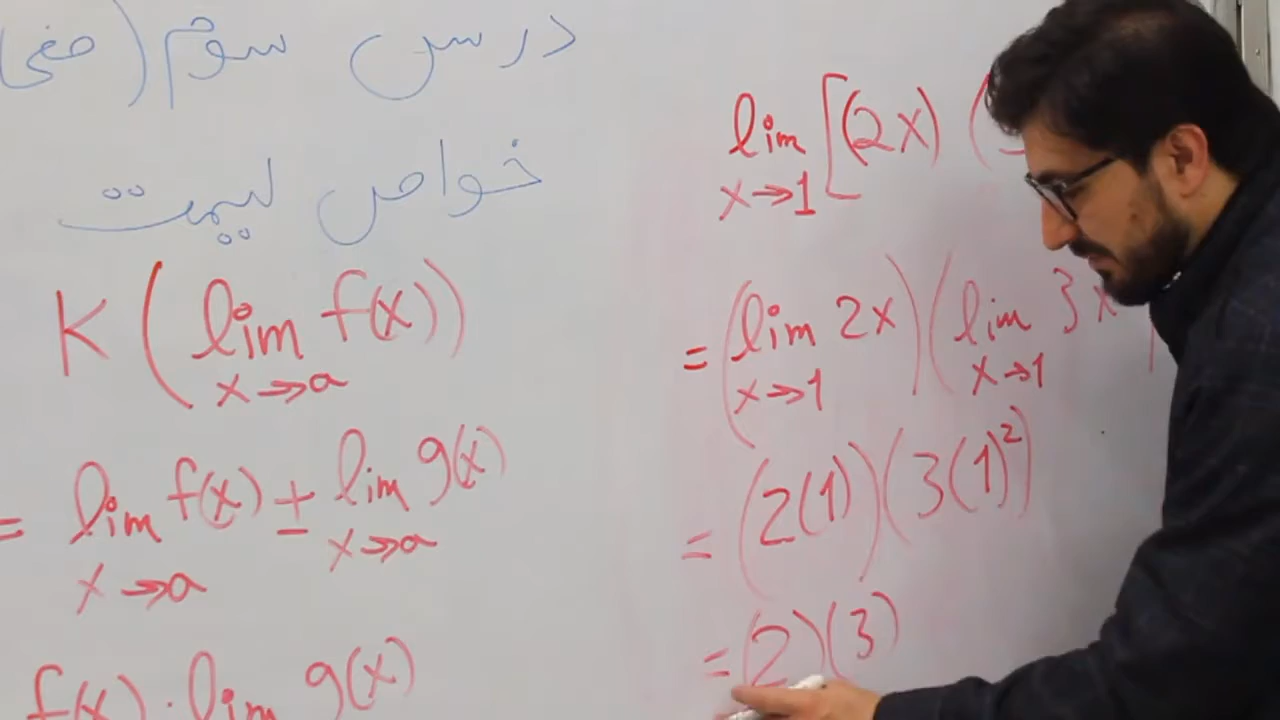 درس سوم (
خواص لیمت
K ( lim f(x))
x→a
= lim f(x) ± lim g(x)
x→a x→a
f(x) · lim g(x)
lim [(2x) (
x→1
= ( lim 2x ) ( lim 3x
x→1 x→1
= (2(1)) (3(1)²)
= (2)(3)